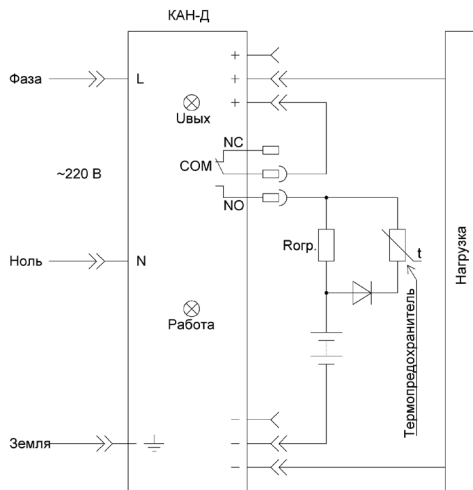 КАН-Д
+
Фаза
L
+
+
Uвых
NC
COM
~220 В
NO
Rогр.
t
Нагрузка
Ноль
N
Термопредохранитель
Работа
−
Земля
−
−